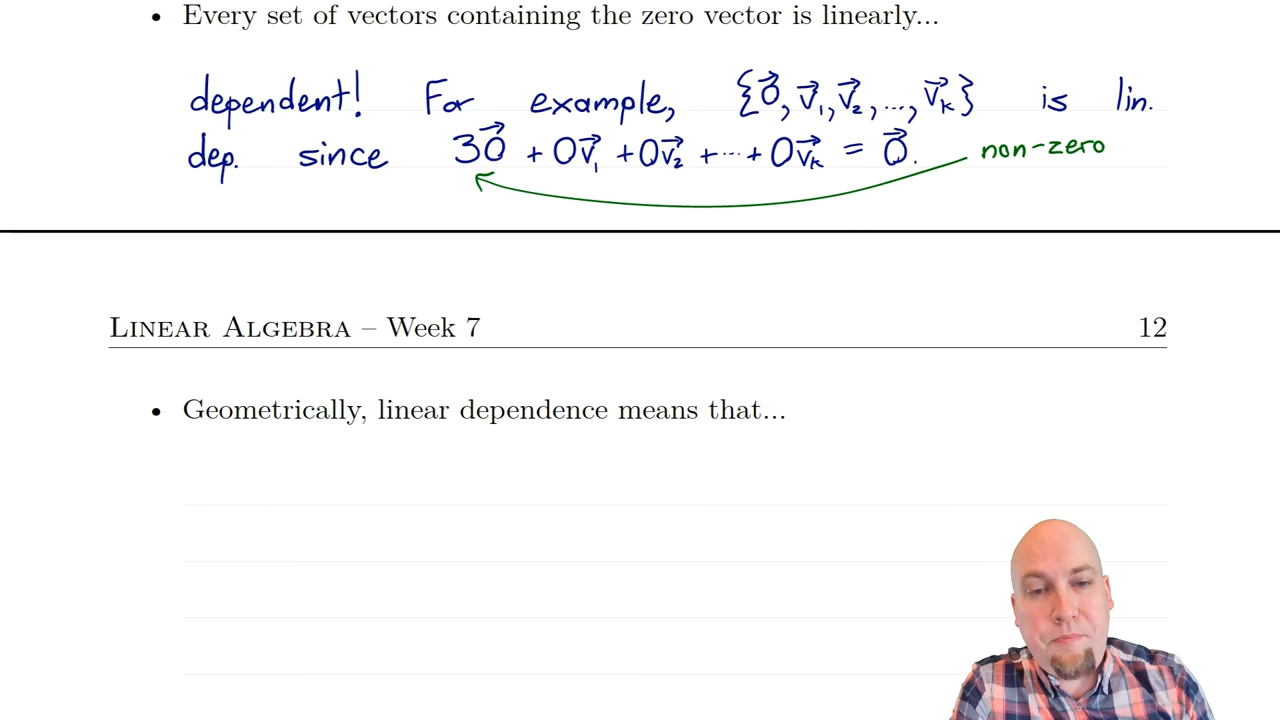 • Every set of vectors containing the zero vector is linearly...
dependent! For example, {0⃗, v⃗₁, v⃗₂, ..., v⃗ₖ} is lin.
dep. since 30⃗ + 0v⃗₁ + 0v⃗₂ + ... + 0v⃗ₖ = 0⃗. non-zero
LINEAR ALGEBRA – Week 7 12
• Geometrically, linear dependence means that...